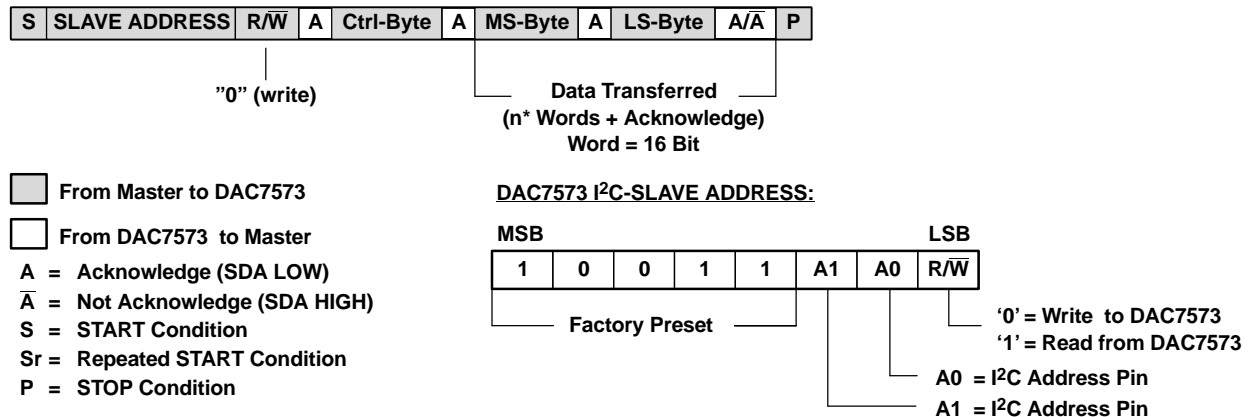 S SLAVE ADDRESS R/W̅ A Ctrl-Byte A MS-Byte A LS-Byte A/A̅ P
”0” (write)
Data Transferred
(n* Words + Acknowledge)
Word = 16 Bit
From Master to DAC7573
From DAC7573 to Master
A = Acknowledge (SDA LOW)
A̅ = Not Acknowledge (SDA HIGH)
S = START Condition
Sr = Repeated START Condition
P = STOP Condition
DAC7573 I²C-SLAVE ADDRESS:
MSB LSB
1 0 0 1 1 A1 A0 R/W̅
Factory Preset
‘0’ = Write to DAC7573
‘1’ = Read from DAC7573
A0 = I²C Address Pin
A1 = I²C Address Pin